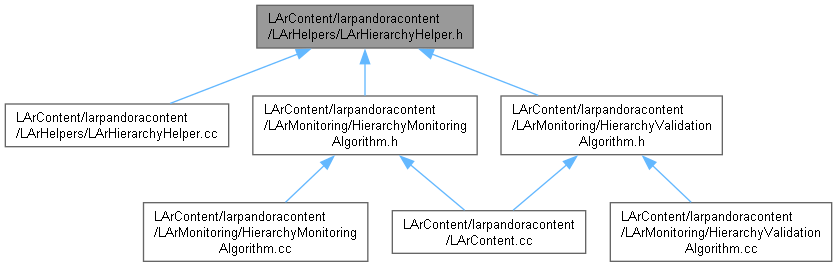 LArContent/larpandoracontent
/LArHelpers/LArHierarchyHelper.h
LArContent/larpandoracontent
/LArHelpers/LArHierarchyHelper.cc
LArContent/larpandoracontent
/LArMonitoring/HierarchyMonitoring
Algorithm.h
LArContent/larpandoracontent
/LArMonitoring/HierarchyValidation
Algorithm.h
LArContent/larpandoracontent
/LArMonitoring/HierarchyMonitoring
Algorithm.cc
LArContent/larpandoracontent
/LArContent.cc
LArContent/larpandoracontent
/LArMonitoring/HierarchyValidation
Algorithm.cc